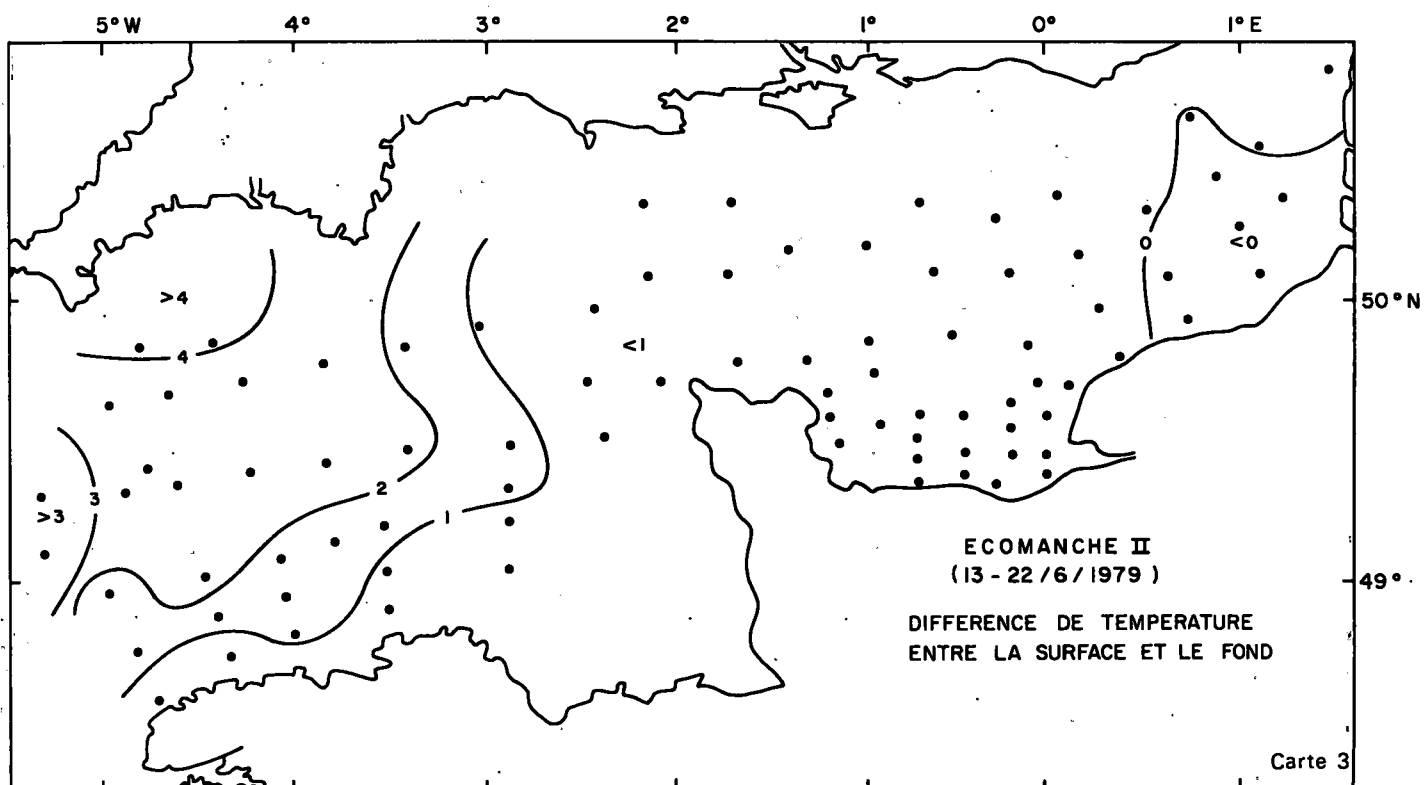 5°W 4° 3° 2° 1° 0° 1°E
0 <0
>4
50°N
<1
4
3
2
>3
1
ECOMANCHE II
(13-22/6/1979)
49°
DIFFERENCE DE TEMPERATURE
ENTRE LA SURFACE ET LE FOND
Carte 3